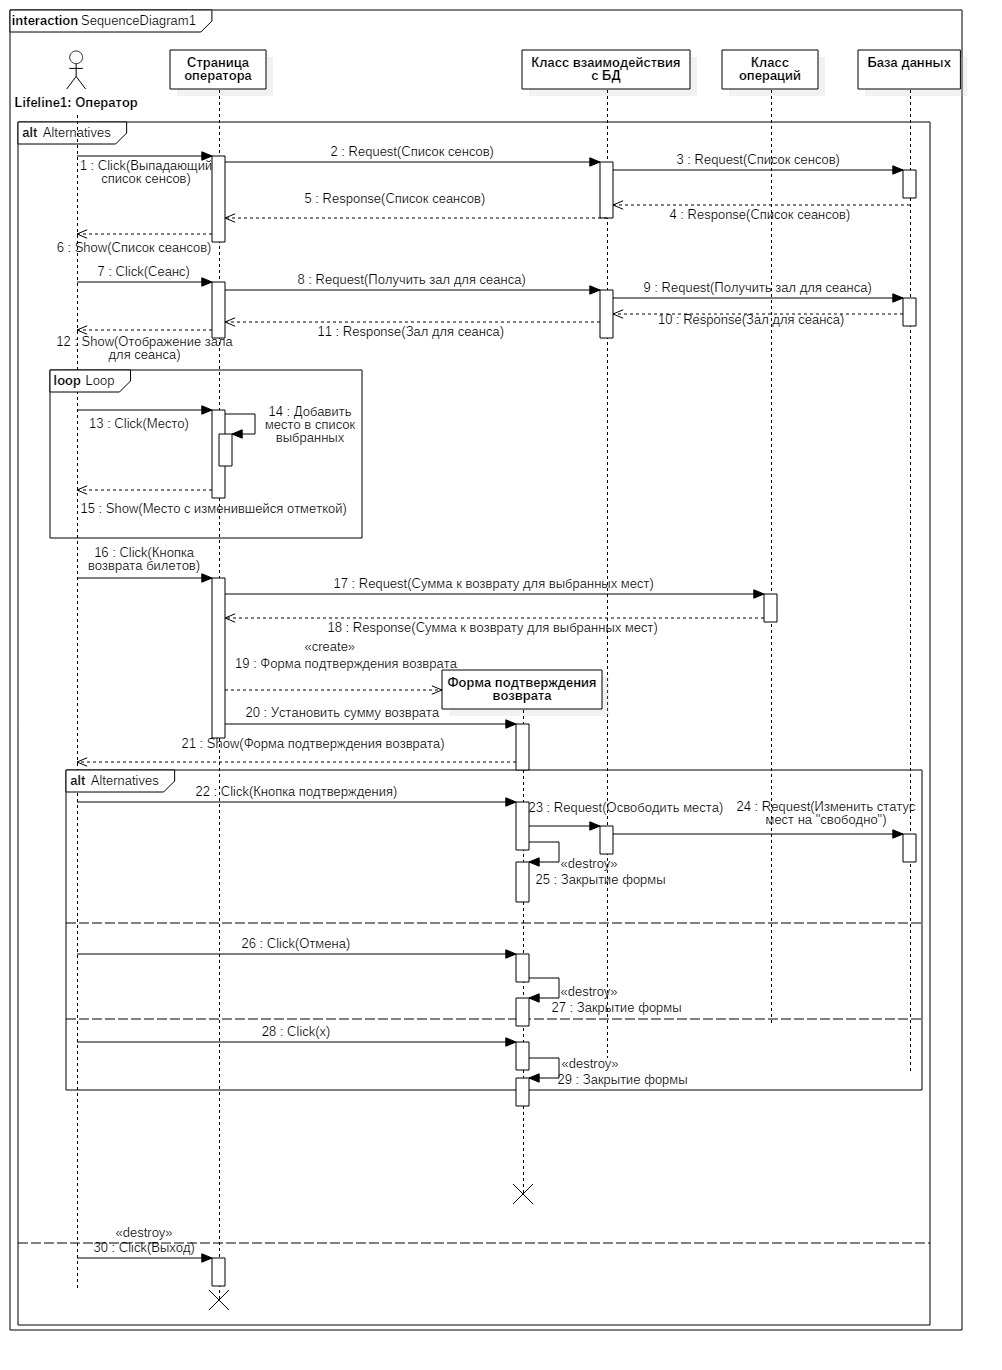 interaction SequenceDiagram1
Страница
оператора
Класс взаимодействия
с БД
Класс
операций
База данных
Lifeline1: Оператор
alt Alternatives
1 : Click(Выпадающий
список сенсов)
2 : Request(Список сенсов)
3 : Request(Список сенсов)
4 : Response(Список сеансов)
5 : Response(Список сеансов)
6 : Show(Список сеансов)
7 : Click(Сеанс)
8 : Request(Получить зал для сеанса)
9 : Request(Получить зал для сеанса)
10 : Response(Зал для сеанса)
11 : Response(Зал для сеанса)
12 : Show(Отображение зала
для сеанса)
loop Loop
13 : Click(Место)
14 : Добавить
место в список
выбранных
15 : Show(Место с изменившейся отметкой)
16 : Click(Кнопка
возврата билетов)
17 : Request(Сумма к возврату для выбранных мест)
18 : Response(Сумма к возврату для выбранных мест)
«create»
19 : Форма подтверждения возврата
Форма подтверждения
возврата
20 : Установить сумму возврата
21 : Show(Форма подтверждения возврата)
alt Alternatives
22 : Click(Кнопка подтверждения)
23 : Request(Освободить места)
24 : Request(Изменить статус
мест на "свободно")
«destroy»
25 : Закрытие формы
26 : Click(Отмена)
«destroy»
27 : Закрытие формы
28 : Click(x)
«destroy»
29 : Закрытие формы
«destroy»
30 : Click(Выход)